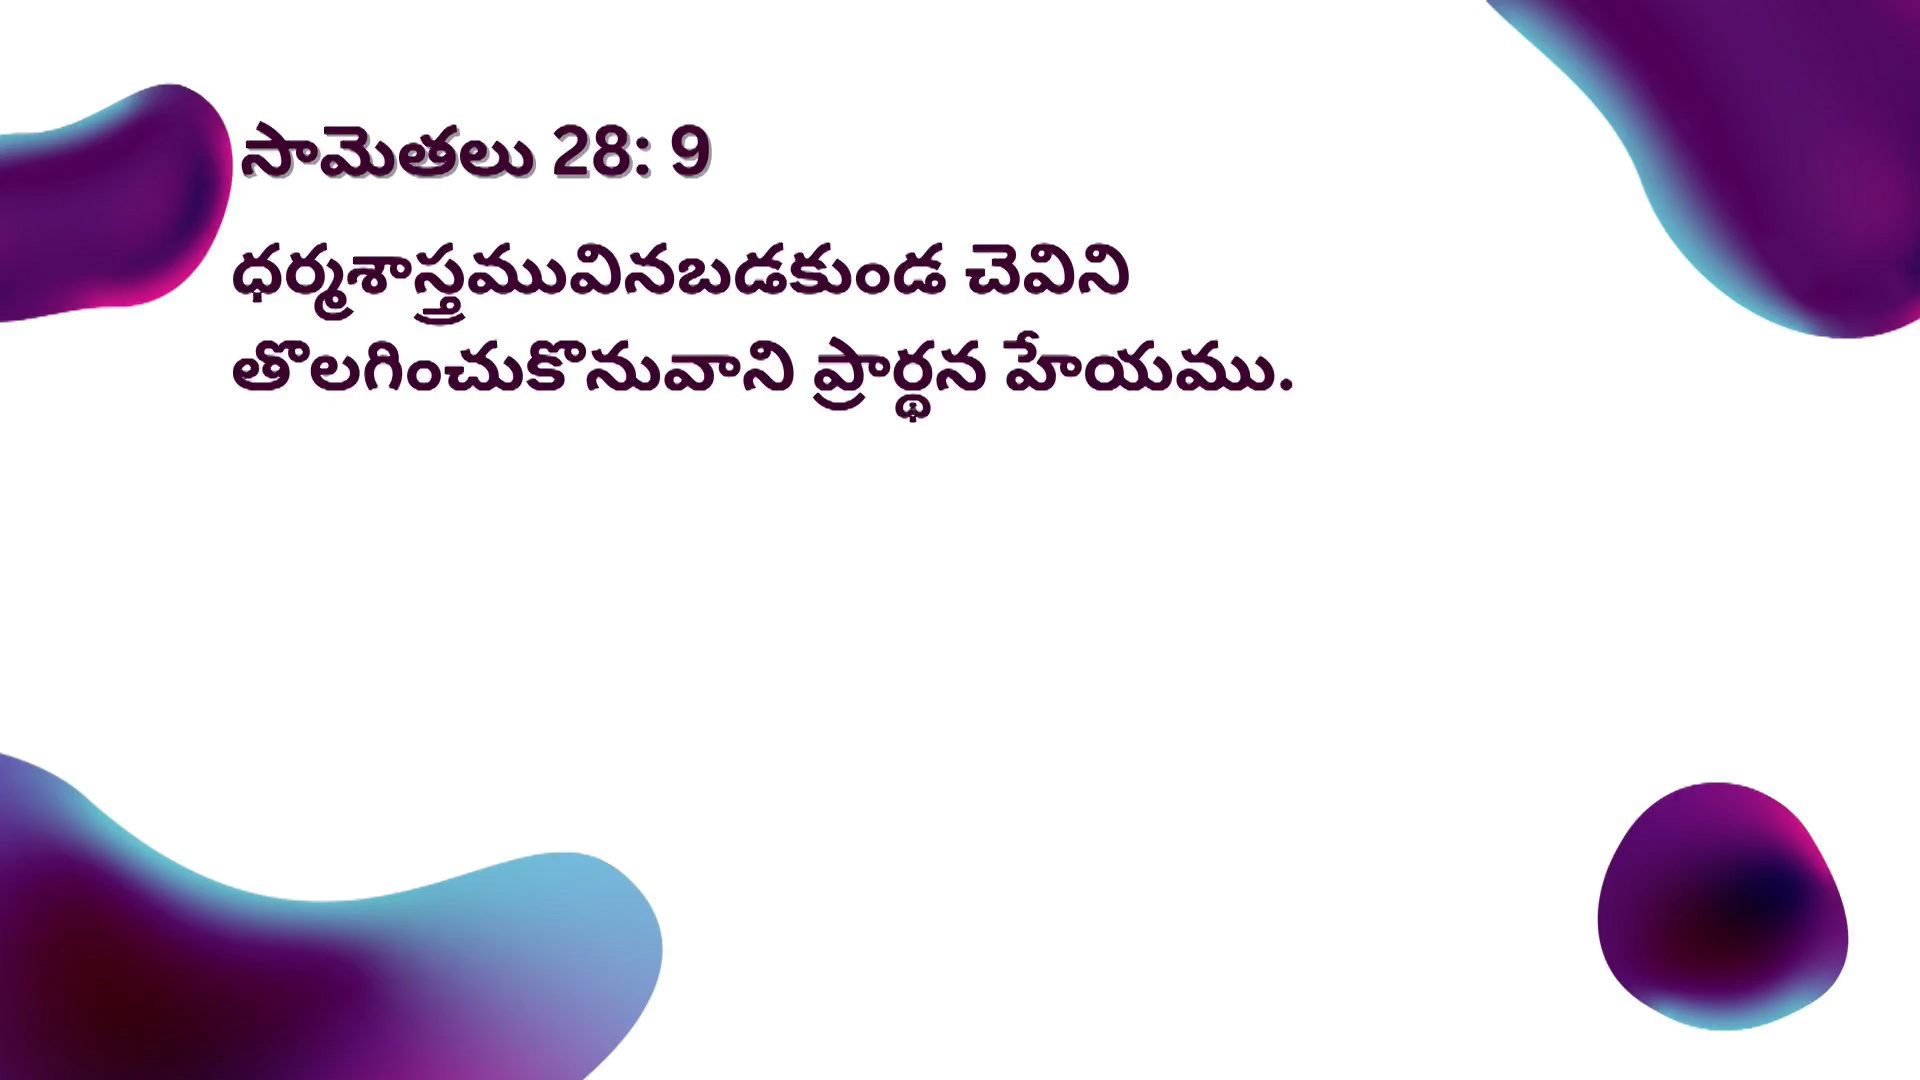 సామెతలు 28: 9
ధర్మశాస్త్రమువినబడకుండ చెవిని
తొలగించుకొనువాని ప్రార్థన హేయము.